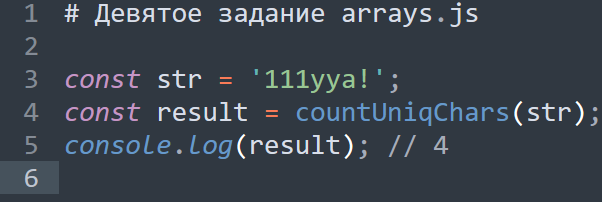 1 # Девятое задание arrays.js
2
3 const str = '111yya!';
4 const result = countUniqChars(str);
5 console.log(result); // 4
6